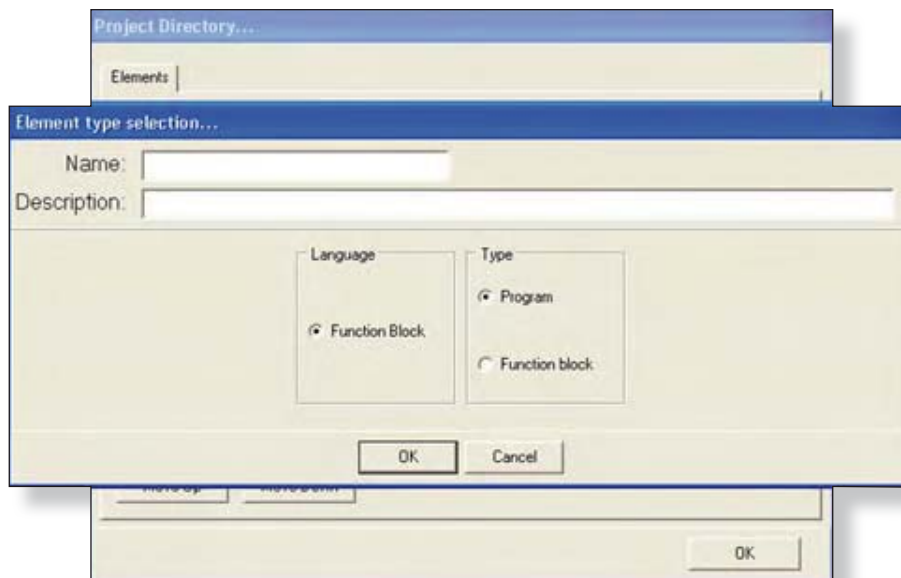 Project Directory...
Elements
Element type selection...
Name:
Description:
Language
Type
Program
Function Block
Function block
OK
Cancel
OK